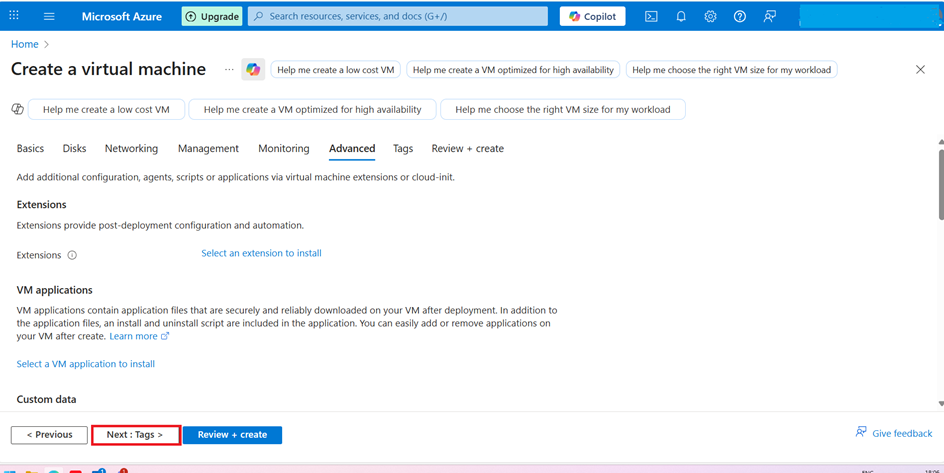 Microsoft Azure
Upgrade
Search resources, services, and docs (G+/)
Copilot
Home
Create a virtual machine
...
Help me create a low cost VM
Help me create a VM optimized for high availability
Help me choose the right VM size for my workload
Help me create a low cost VM
Help me create a VM optimized for high availability
Help me choose the right VM size for my workload
Basics
Disks
Networking
Management
Monitoring
Advanced
Tags
Review + create
Add additional configuration, agents, scripts or applications via virtual machine extensions or cloud-init.
Extensions
Extensions provide post-deployment configuration and automation.
Extensions
Select an extension to install
VM applications
VM applications contain application files that are securely and reliably downloaded on your VM after deployment. In addition to
the application files, an install and uninstall script are included in the application. You can easily add or remove applications on
your VM after create. Learn more
Select a VM application to install
Custom data
< Previous
Next : Tags >
Review + create
Give feedback